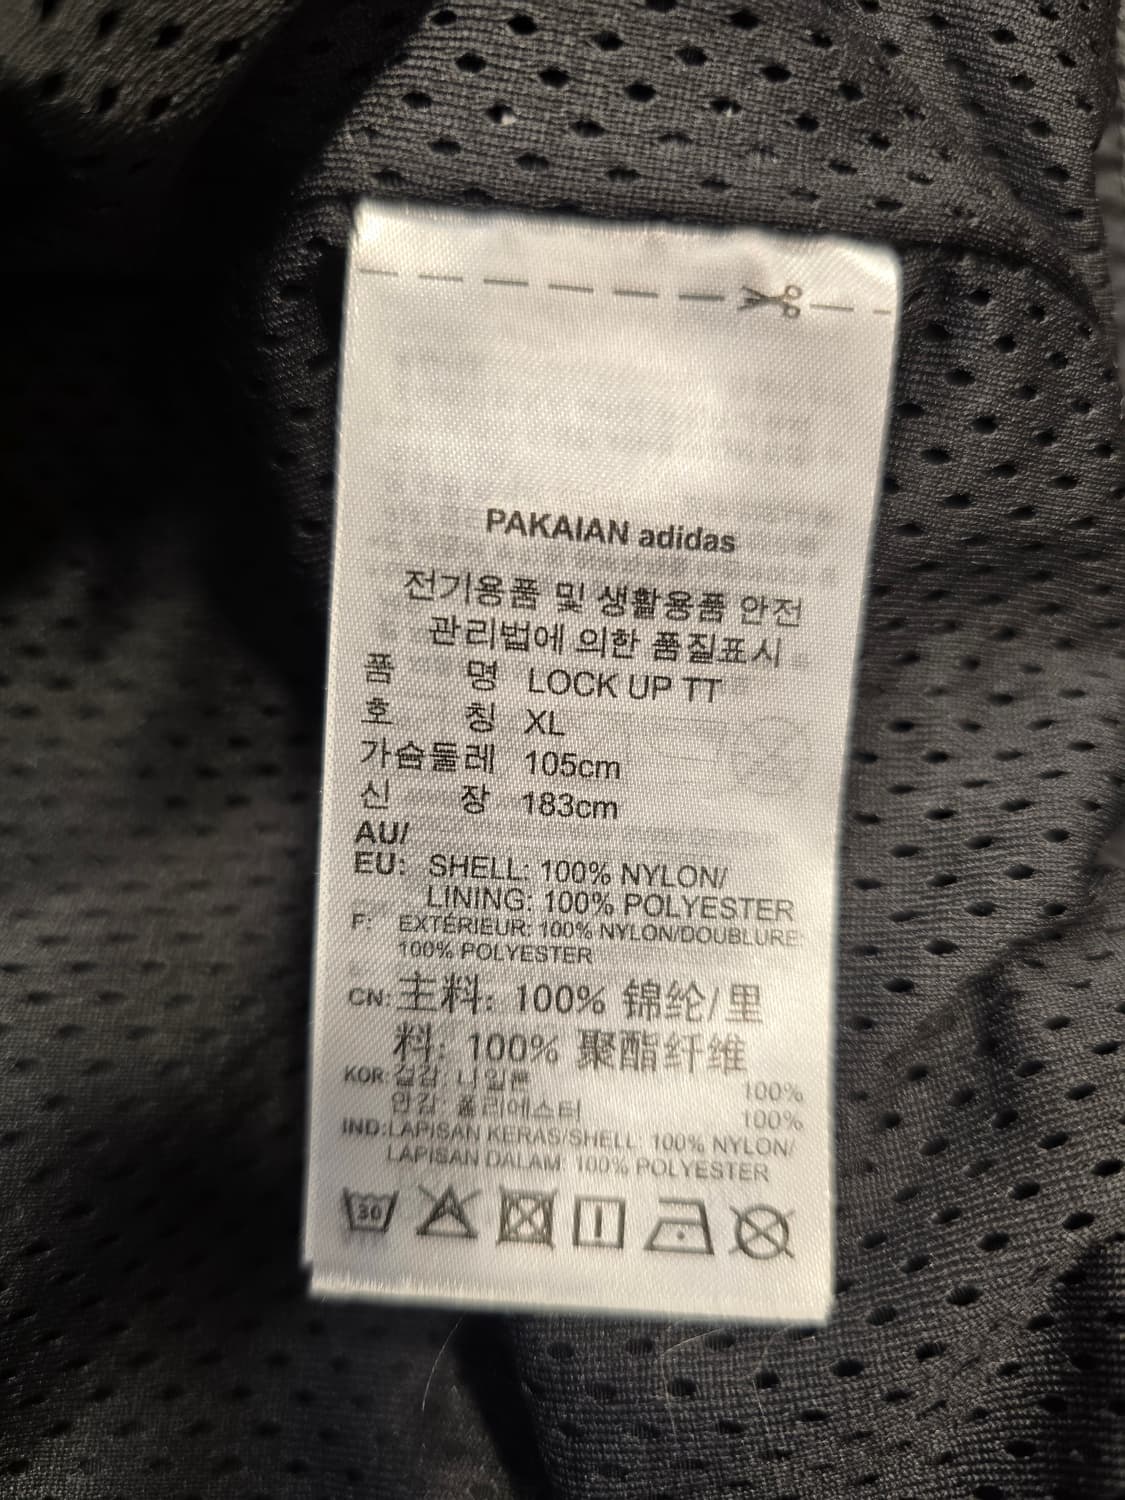 PAKAIAN adidas
전기용품 및 생활용품 안전
관리법에 의한 품질표시
품 명 LOCK UP TT
호 칭 XL
가슴둘레 105cm
신 장 183cm
AU/
EU: SHELL: 100% NYLON/
LINING: 100% POLYESTER
F: EXTÉRIEUR: 100% NYLON/DOUBLURE:
100% POLYESTER
CN: 主料: 100% 锦纶/里
料: 100% 聚酯纤维
KOR: 겉감: 나일론 100%
안감: 폴리에스터 100%
IND: LAPISAN KERAS/SHELL: 100% NYLON/
LAPISAN DALAM: 100% POLYESTER
30